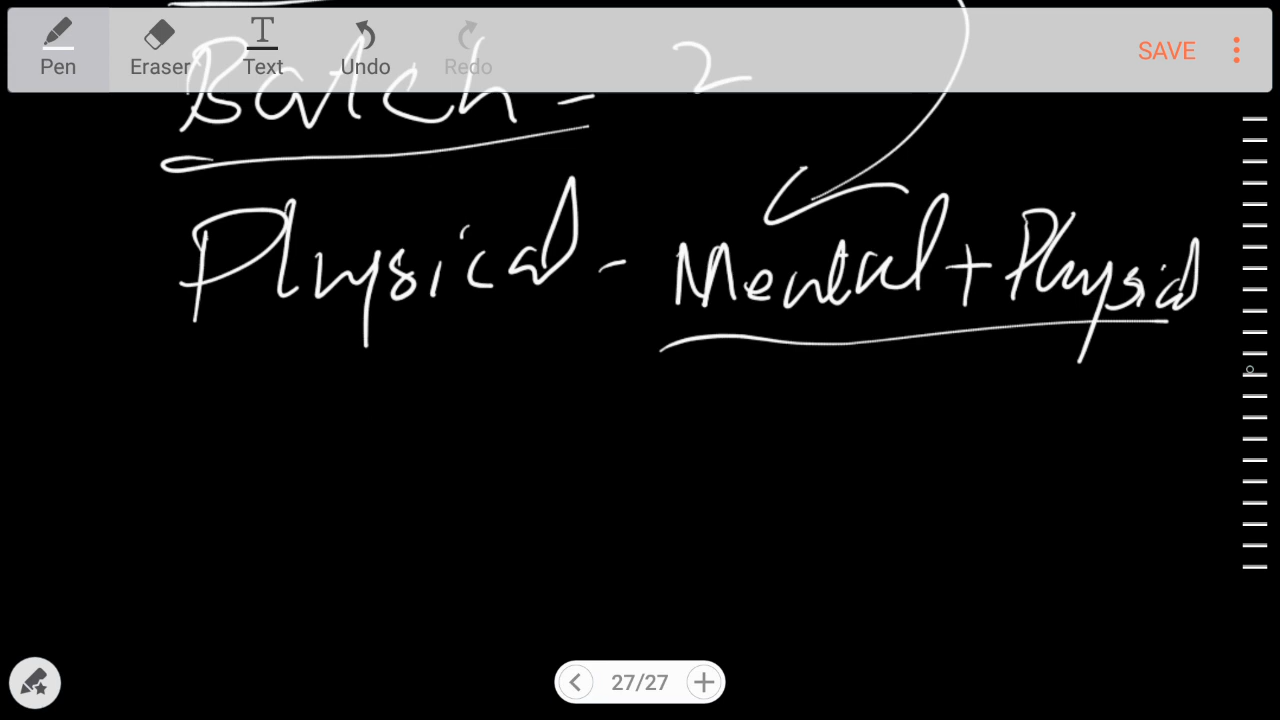 Pen Eraser Text Undo Redo SAVE
Batch - 2
Physical - Mental + Physical
27/27